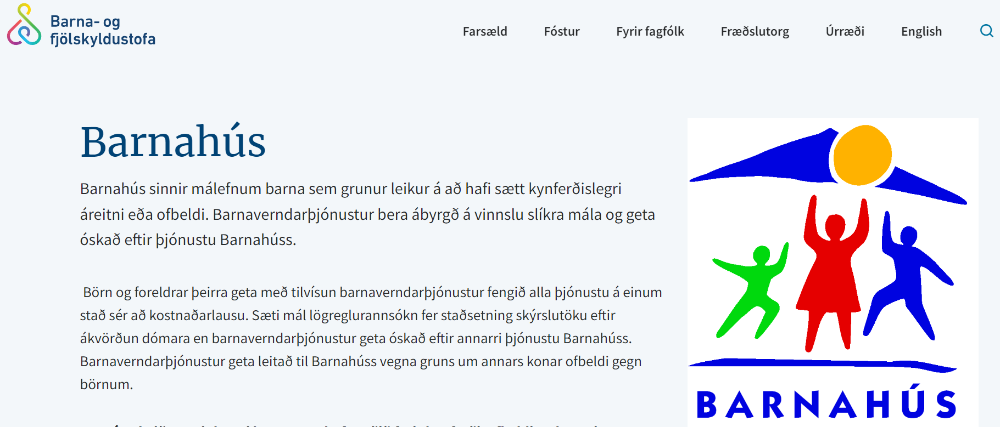 Barna- og
fjölskyldustofa
Farsæld
Fóstur
Fyrir fagfólk
Fræðslutorg
Úrræði
English
Barnahús
Barnahús sinnir málefnum barna sem grunur leikur á að hafi sætt kynferðislegri
áreitni eða ofbeldi. Barnaverndarþjónustur bera ábyrgð á vinnslu slíkra mála og geta
óskað eftir þjónustu Barnahúss.
Börn og foreldrar þeirra geta með tilvísun barnaverndarþjónustur fengið alla þjónustu á einum
stað sér að kostnaðarlausu. Sæti mál lögreglurannsókn fer staðsetning skýrslutöku eftir
ákvörðun dómara en barnaverndarþjónustur geta óskað eftir annarri þjónustu Barnahúss.
Barnaverndarþjónustur geta leitað til Barnahúss vegna gruns um annars konar ofbeldi gegn
börnum.
BARNAHÚS